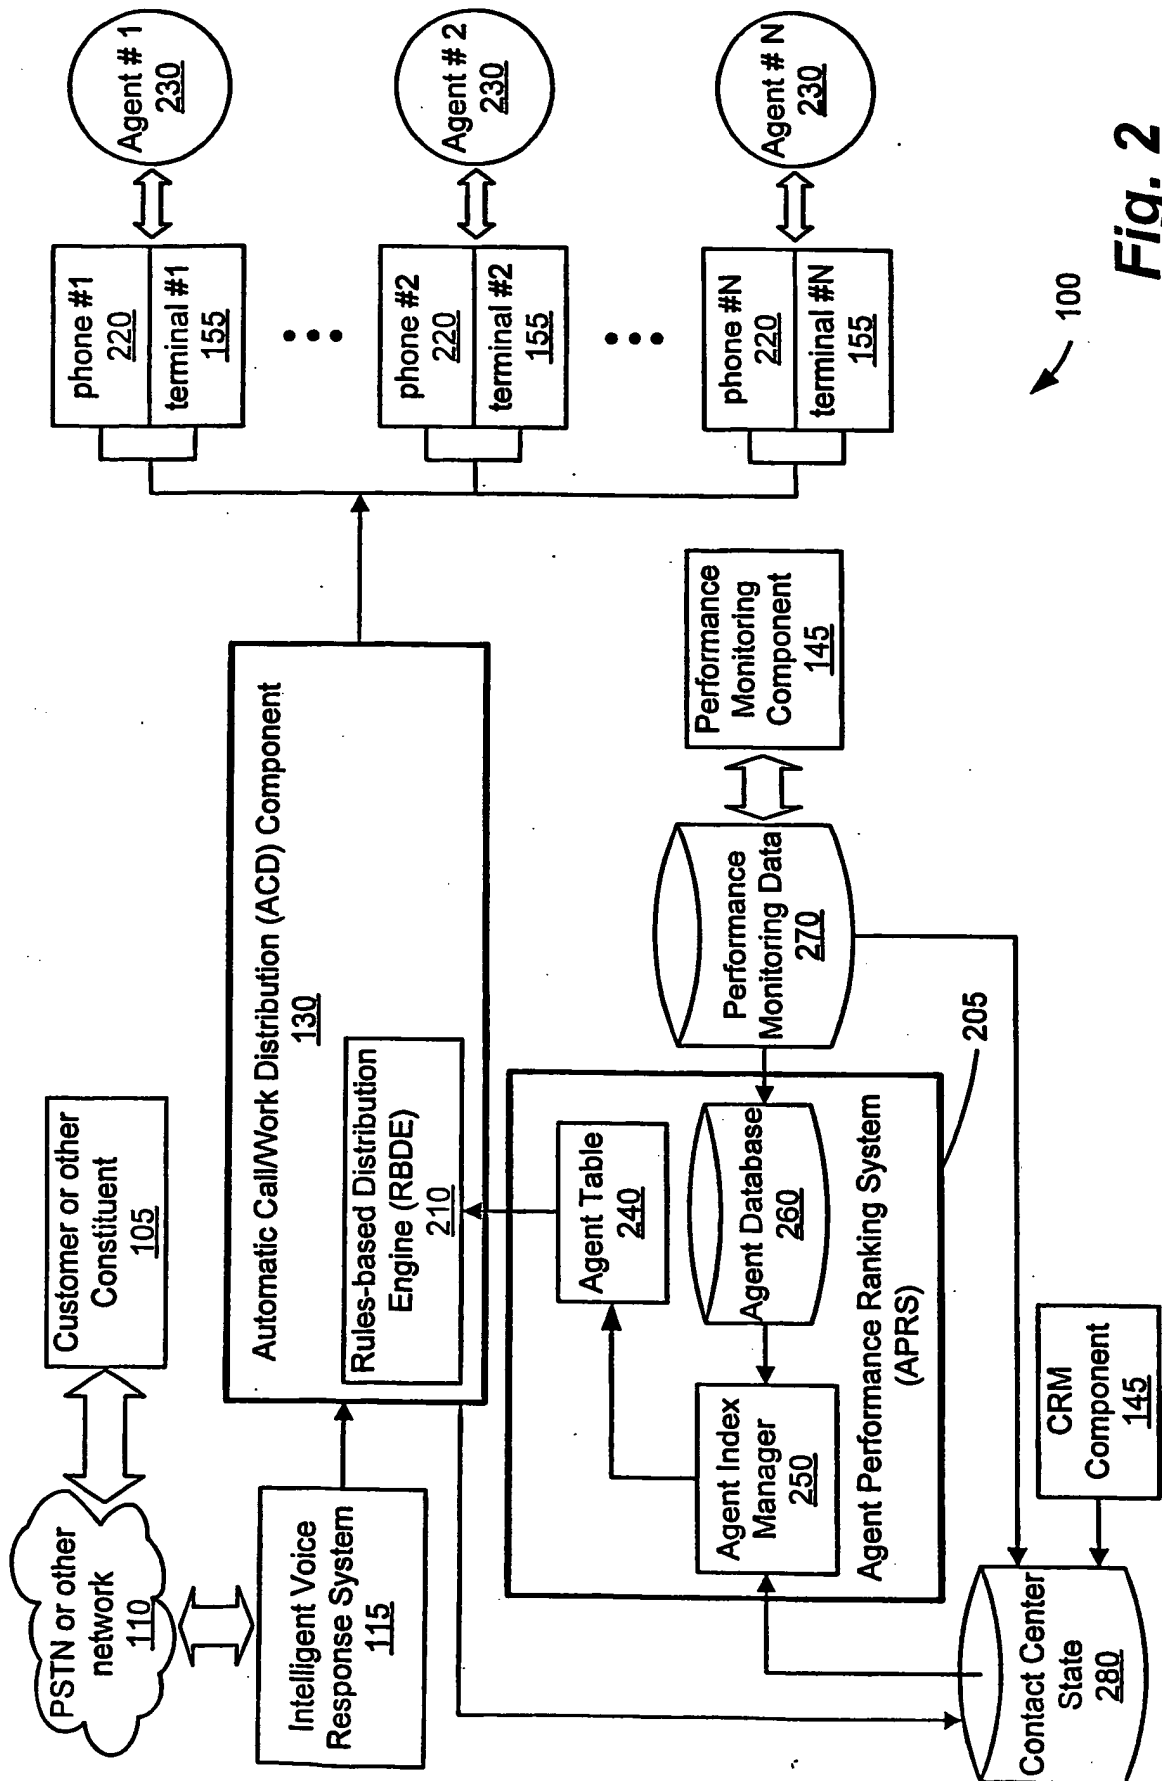 PSTN or other
network
110
Customer or other
Constituent
105
Intelligent Voice
Response System
115
Automatic Call/Work Distribution (ACD) Component
130
Rules-based Distribution
Engine (RBDE)
210
phone #1
220
terminal #1
155
Agent # 1
230
phone #2
220
terminal #2
155
Agent # 2
230
phone #N
220
terminal #N
155
Agent # N
230
Agent Table
240
Agent Index
Manager
250
Agent Database
260
Agent Performance Ranking System
(APRS)
205
Performance
Monitoring Data
270
Performance
Monitoring
Component
145
Contact Center
State
280
CRM
Component
145
100
Fig. 2